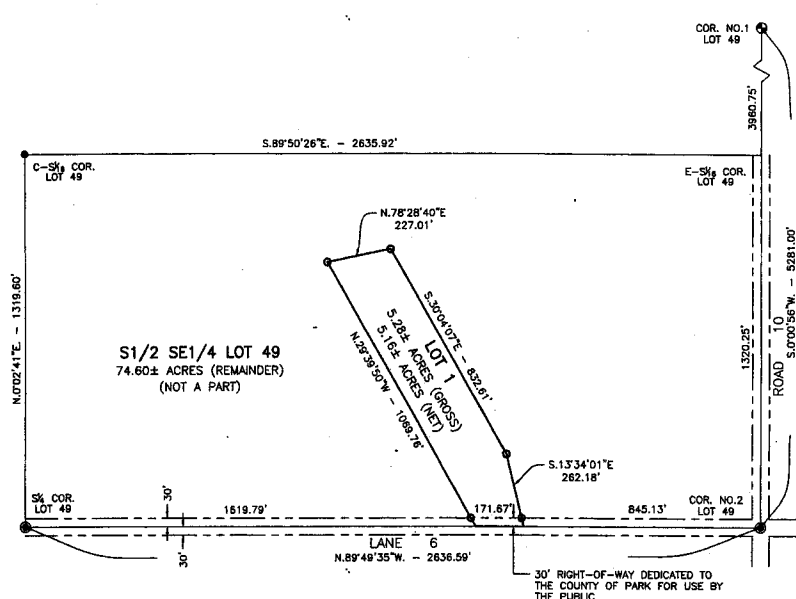 COR. NO.1
LOT 49
3960.75'
S.89°50'26"E. - 2635.92'
C-S1/16 COR.
LOT 49
E-S1/16 COR.
LOT 49
N.78°28'40"E
227.01'
S.30°04'07"E - 832.61'
LOT 1
5.28± ACRES (GROSS)
5.16± ACRES (NET)
N.29°39'50"W - 1069.76'
N.0°02'41"E. - 1319.60'
S1/2 SE1/4 LOT 49
74.60± ACRES (REMAINDER)
(NOT A PART)
1320.25'
ROAD 10
S.0°00'56"W. - 5281.00'
S.13°34'01"E
262.18'
S1/4 COR.
LOT 49
30'
1619.79'
171.67'
845.13'
COR. NO.2
LOT 49
30'
LANE 6
N.89°49'35"W. - 2636.59'
30' RIGHT-OF-WAY DEDICATED TO
THE COUNTY OF PARK FOR USE BY
THE PUBLIC